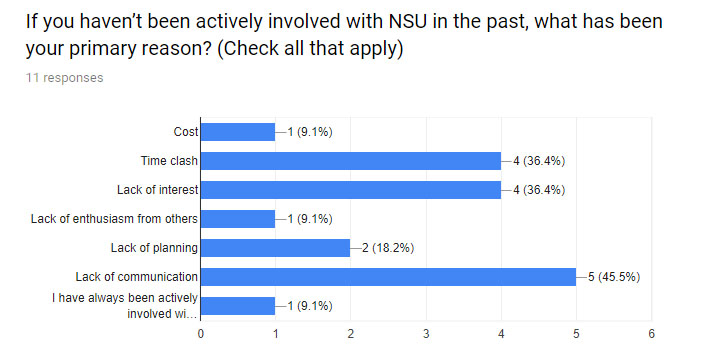 If you haven’t been actively involved with NSU in the past, what has been
your primary reason? (Check all that apply)
11 responses
Cost 1 (9.1%)
Time clash 4 (36.4%)
Lack of interest 4 (36.4%)
Lack of enthusiasm from others 1 (9.1%)
Lack of planning 2 (18.2%)
Lack of communication 5 (45.5%)
I have always been actively
involved wi... 1 (9.1%)
0 1 2 3 4 5 6